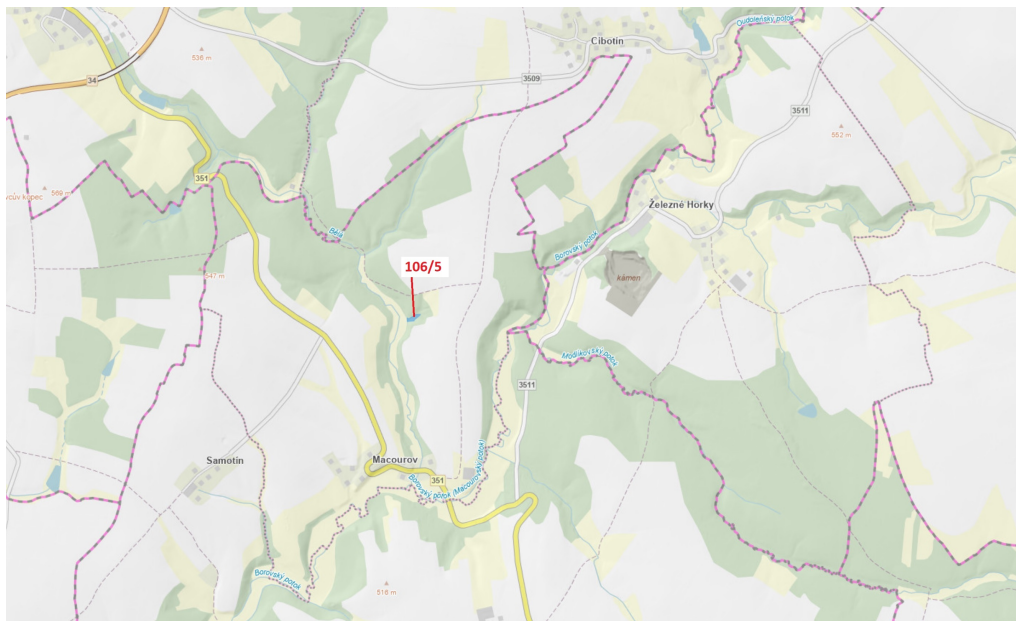 Oudoleňský potok
Cibotín
536 m
34
3509
3511
552 m
351
569 m
Železné Horky
Bělá
Borovský potok
106/5
547 m
kámen
Modlíkovský potok
3511
Samotín
Macourov
351
Borovský potok (Macourovský potok)
Borovský potok
516 m